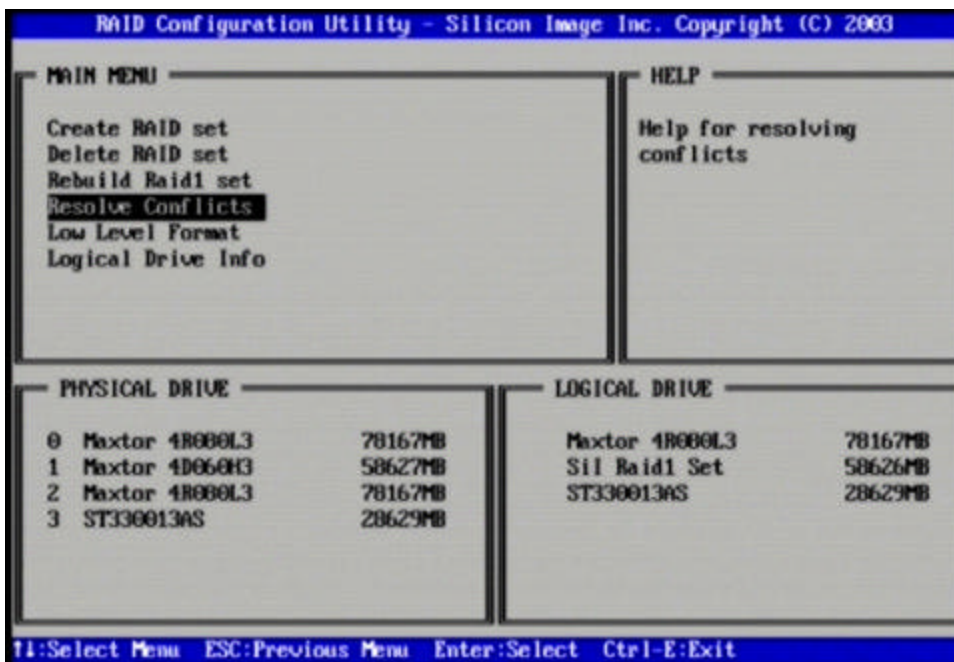 RAID Configuration Utility - Silicon Image Inc. Copyright (C) 2003
MAIN MENU
Create RAID set
Delete RAID set
Rebuild Raid1 set
Resolve Conflicts
Low Level Format
Logical Drive Info
HELP
Help for resolving
conflicts
PHYSICAL DRIVE
0 Maxtor 4R080L3 78167MB
1 Maxtor 4D060H3 58627MB
2 Maxtor 4R080L3 78167MB
3 ST330013AS 28629MB
LOGICAL DRIVE
Maxtor 4R080L3 78167MB
Sil Raid1 Set 58626MB
ST330013AS 28629MB
↑↓:Select Menu ESC:Previous Menu Enter:Select Ctrl-E:Exit